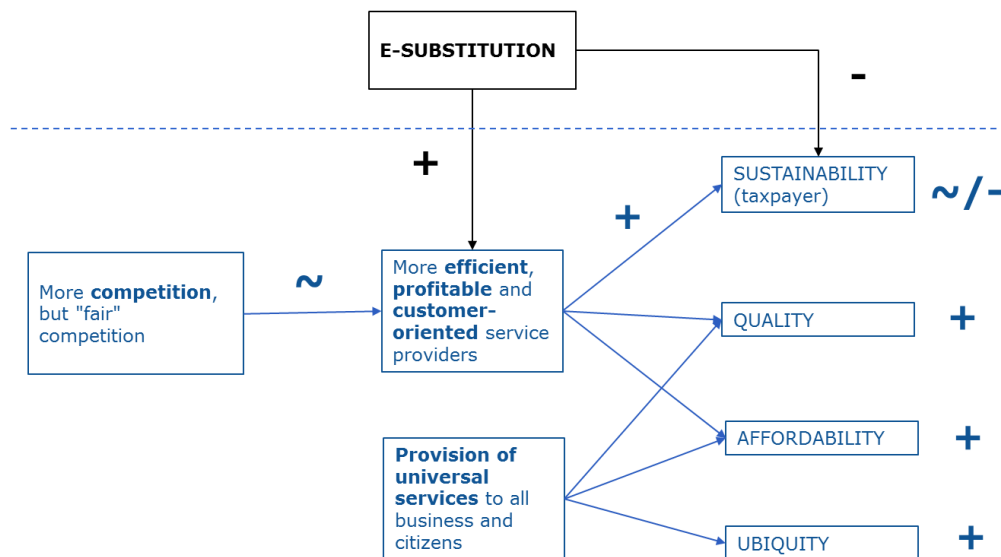 E-SUBSTITUTION
-
+
SUSTAINABILITY
(taxpayer)
~/-
+
More competition,
but "fair"
competition
~
More efficient,
profitable and
customer-
oriented service
providers
QUALITY
+
AFFORDABILITY
+
Provision of
universal
services to all
business and
citizens
UBIQUITY
+